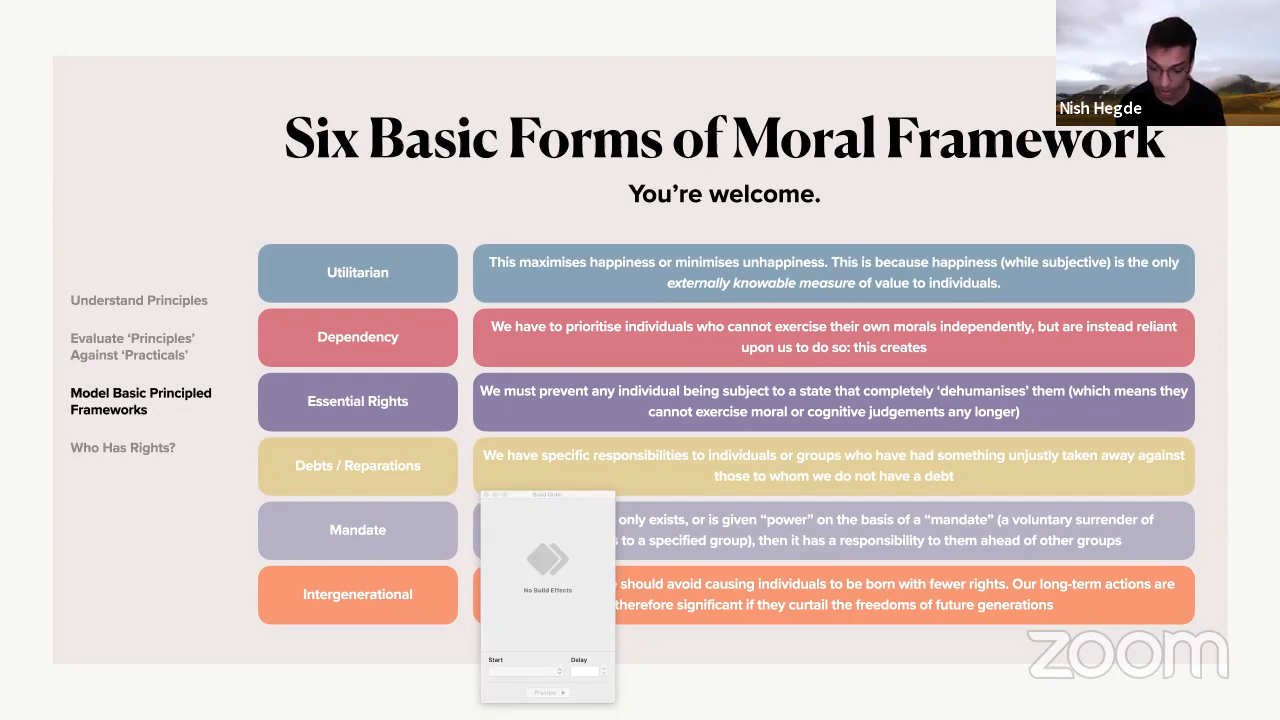 Nish Hegde
Six Basic Forms of Moral Framework
You're welcome.
Understand Principles
Evaluate ‘Principles’
Against ‘Practicals’
Model Basic Principled
Frameworks
Who Has Rights?
Utilitarian
This maximises happiness or minimises unhappiness. This is because happiness (while subjective) is the only
externally knowable measure of value to individuals.
Dependency
We have to prioritise individuals who cannot exercise their own morals independently, but are instead reliant
upon us to do so: this creates
Essential Rights
We must prevent any individual being subject to a state that completely ‘dehumanises’ them (which means they
cannot exercise moral or cognitive judgements any longer)
Debts / Reparations
We have specific responsibilities to individuals or groups who have had something unjustly taken away against
those to whom we do not have a debt
Mandate
only exists, or is given “power” on the basis of a “mandate” (a voluntary surrender of
to a specified group), then it has a responsibility to them ahead of other groups
Intergenerational
should avoid causing individuals to be born with fewer rights. Our long-term actions are
therefore significant if they curtail the freedoms of future generations
Build Order
No Build Effects
Start
Delay
Preview
zoom